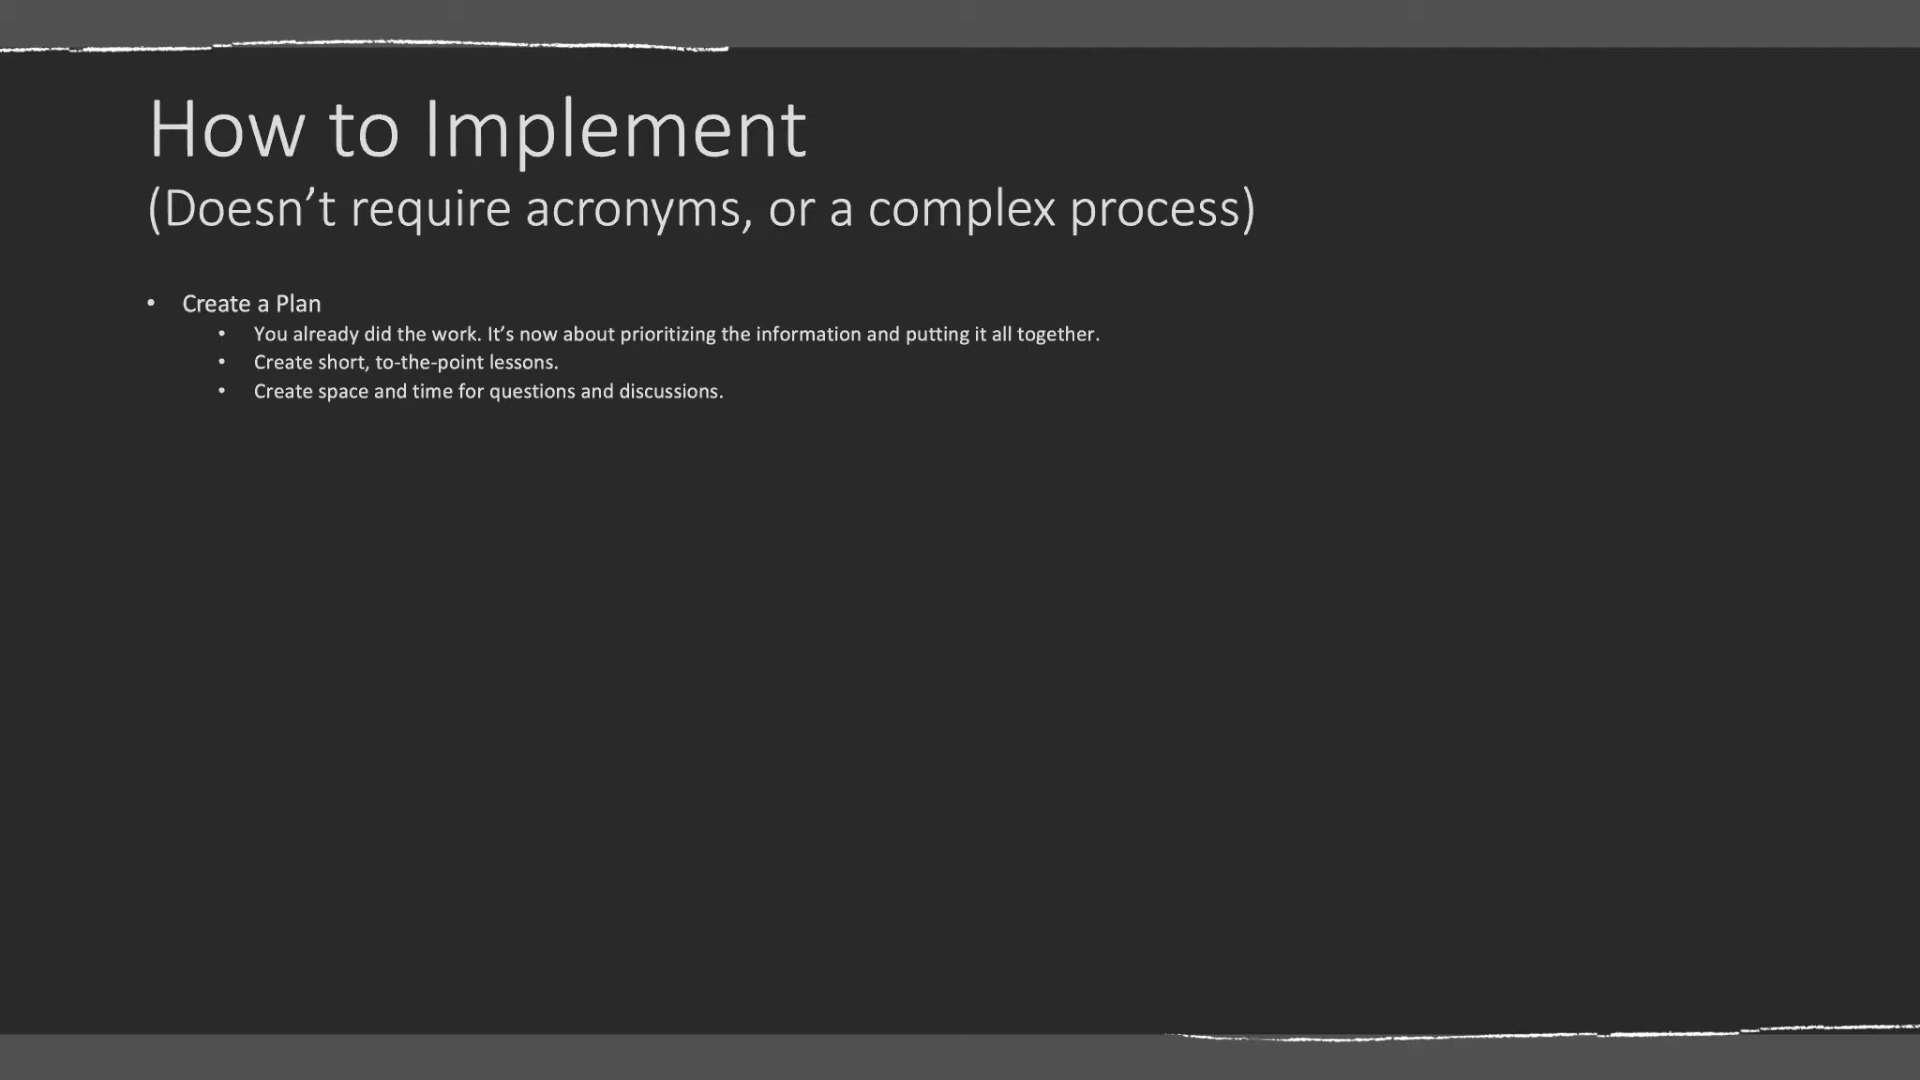 How to Implement
(Doesn’t require acronyms, or a complex process)
• Create a Plan
• You already did the work. It’s now about prioritizing the information and putting it all together.
• Create short, to-the-point lessons.
• Create space and time for questions and discussions.